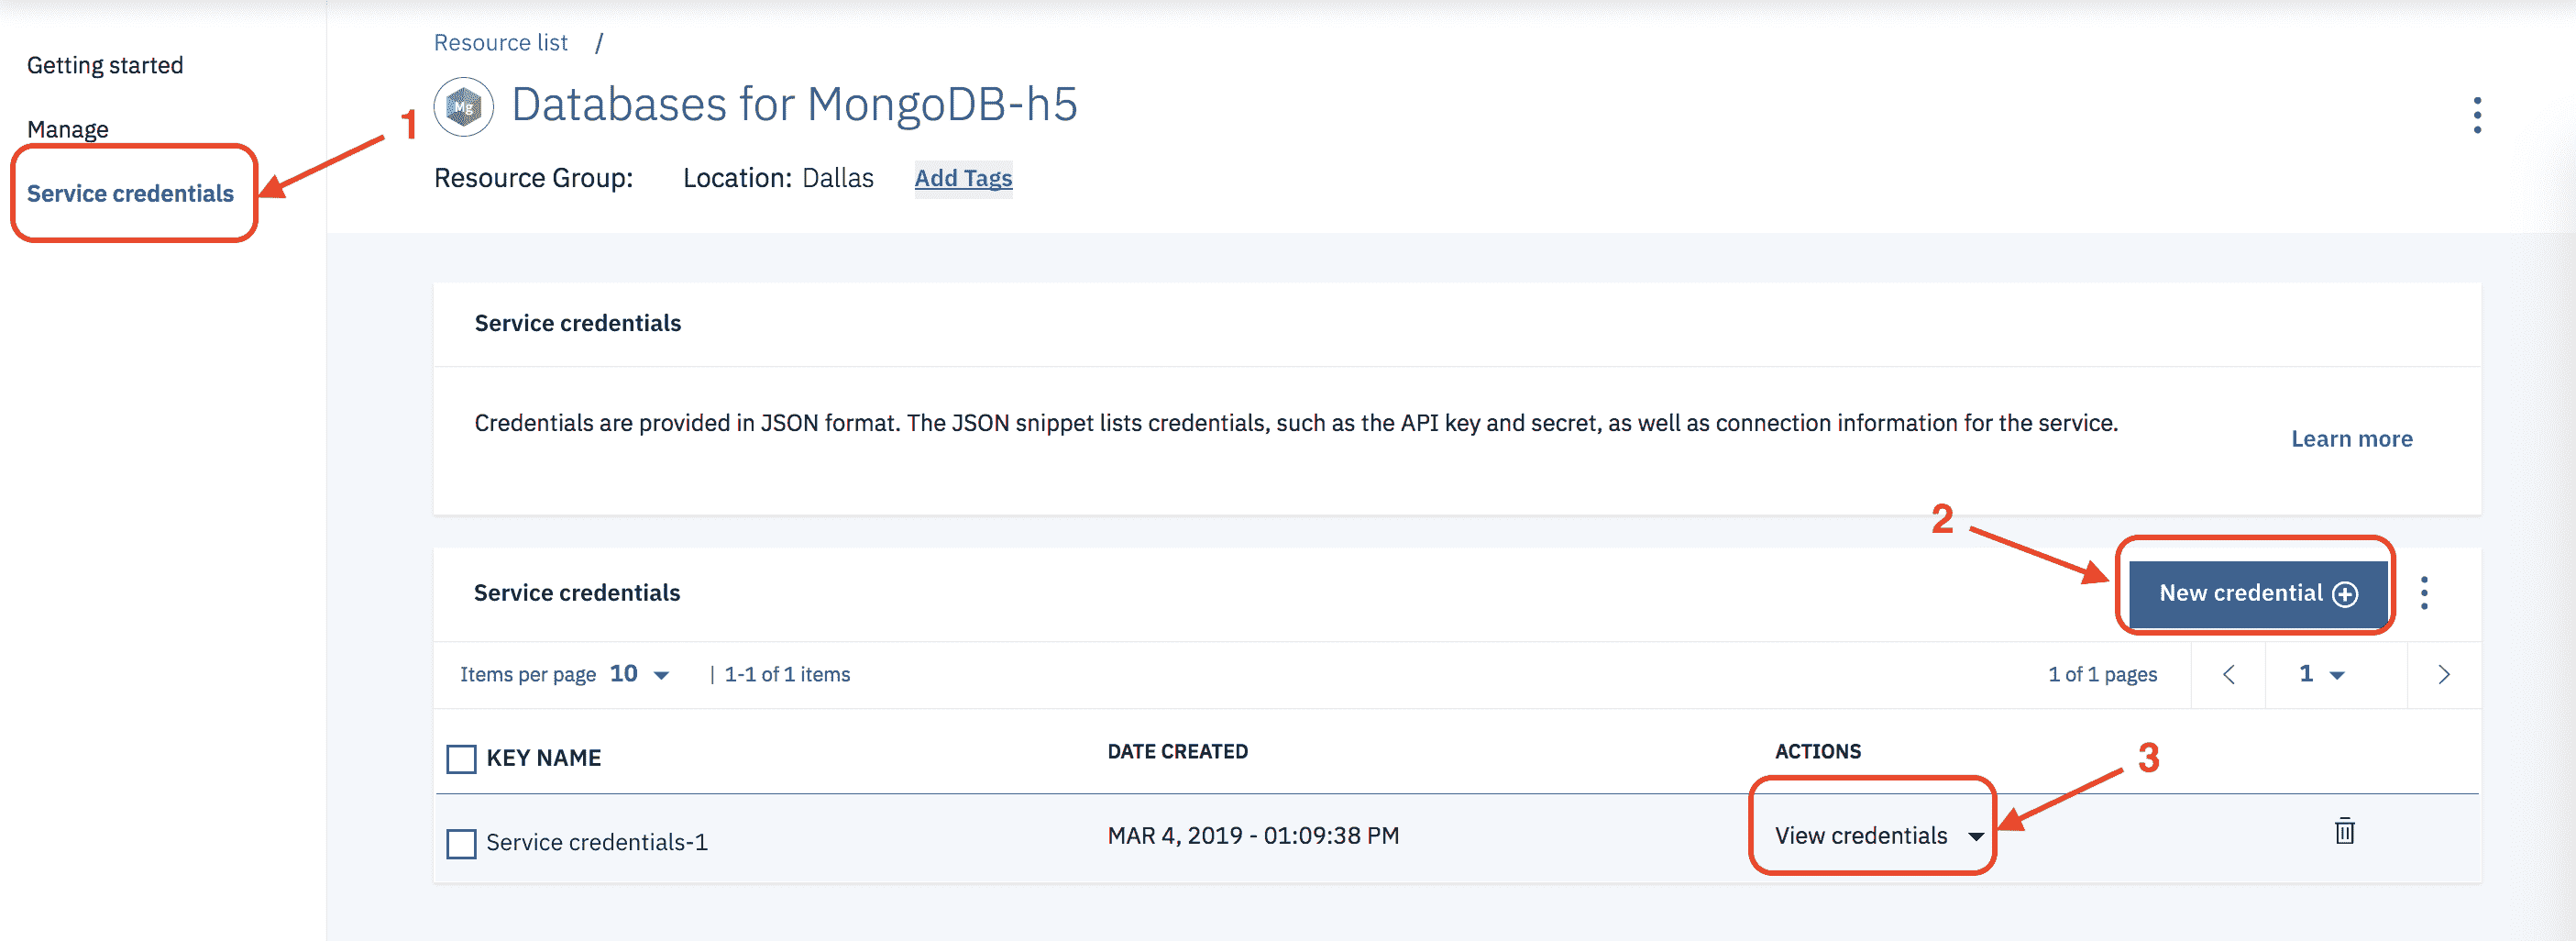 Getting started
Manage
Service credentials
1
Resource list /
Mg
Databases for MongoDB-h5
Resource Group: Location: Dallas Add Tags
Service credentials
Credentials are provided in JSON format. The JSON snippet lists credentials, such as the API key and secret, as well as connection information for the service.
Learn more
2
Service credentials
New credential
Items per page 10 | 1-1 of 1 items
1 of 1 pages
1
KEY NAME
DATE CREATED
ACTIONS
3
Service credentials-1
MAR 4, 2019 - 01:09:38 PM
View credentials